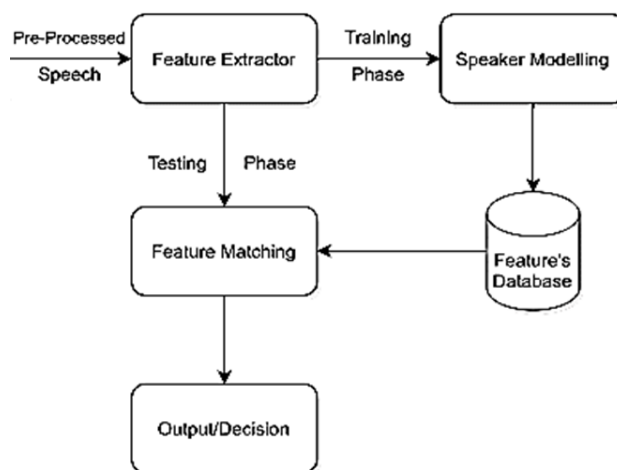 Pre-Processed
Speech
Feature Extractor
Training
Phase
Speaker Modelling
Testing Phase
Feature Matching
Feature's
Database
Output/Decision